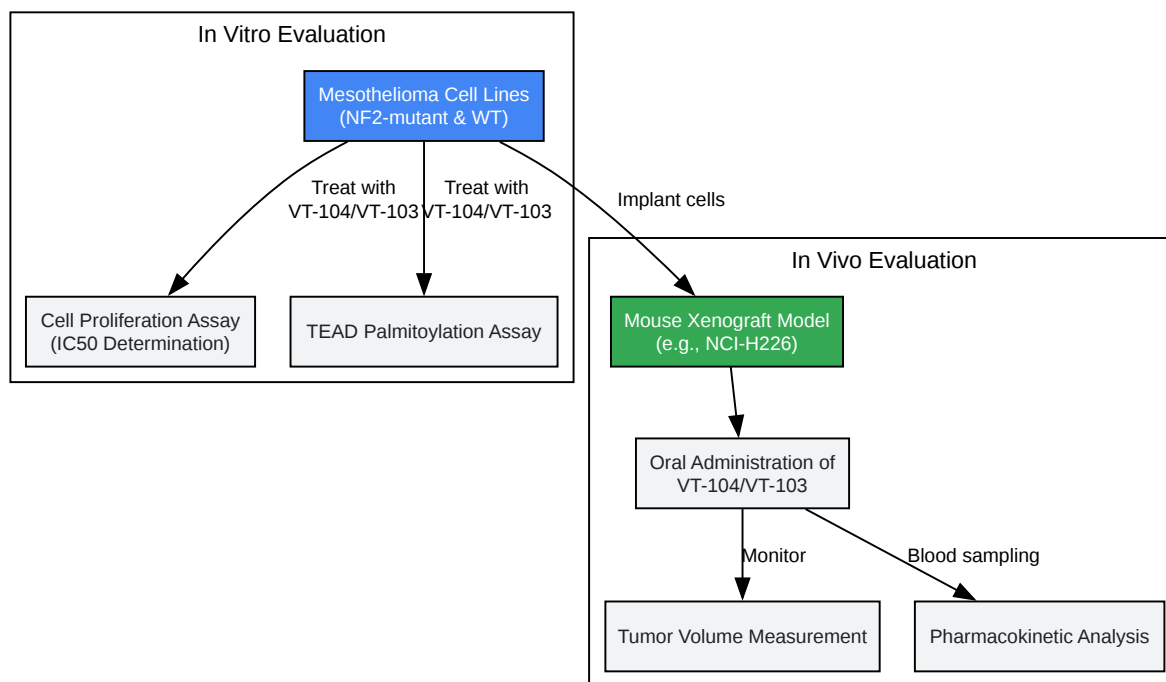 In Vitro Evaluation
Mesothelioma Cell Lines
(NF2-mutant & WT)
Treat with
VT-104/VT-103
Treat with
VT-104/VT-103
Implant cells
Cell Proliferation Assay
(IC50 Determination)
TEAD Palmitoylation Assay
In Vivo Evaluation
Mouse Xenograft Model
(e.g., NCI-H226)
Oral Administration of
VT-104/VT-103
Monitor
Blood sampling
Tumor Volume Measurement
Pharmacokinetic Analysis